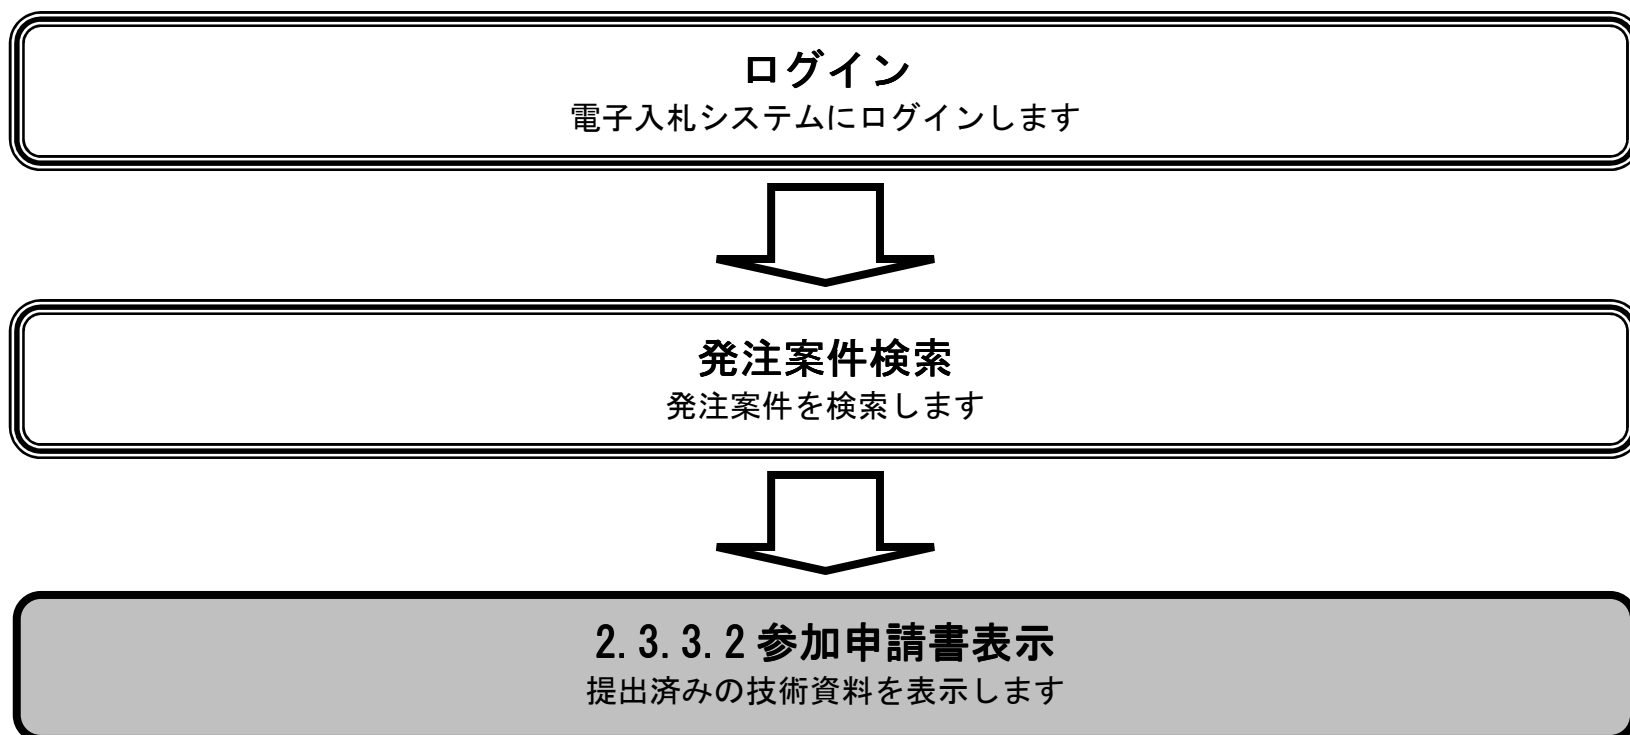 ログイン
電子入札システムにログインします
発注案件検索
発注案件を検索します
2.3.3.2参加申請書表示
提出済みの技術資料を表示します